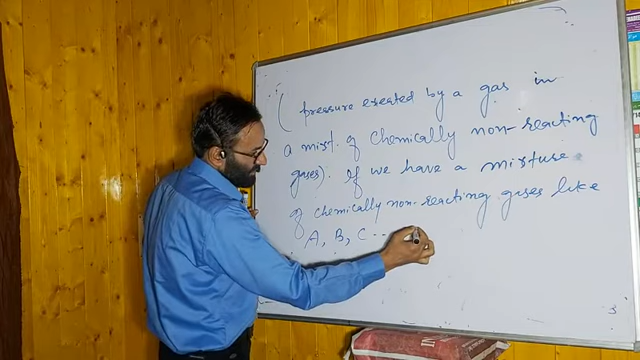 ( pressure exerted by a gas in
a mixt. of chemically non-reacting
gases). If we have a mixture
of chemically non-reacting gases like
A, B, C --
IN